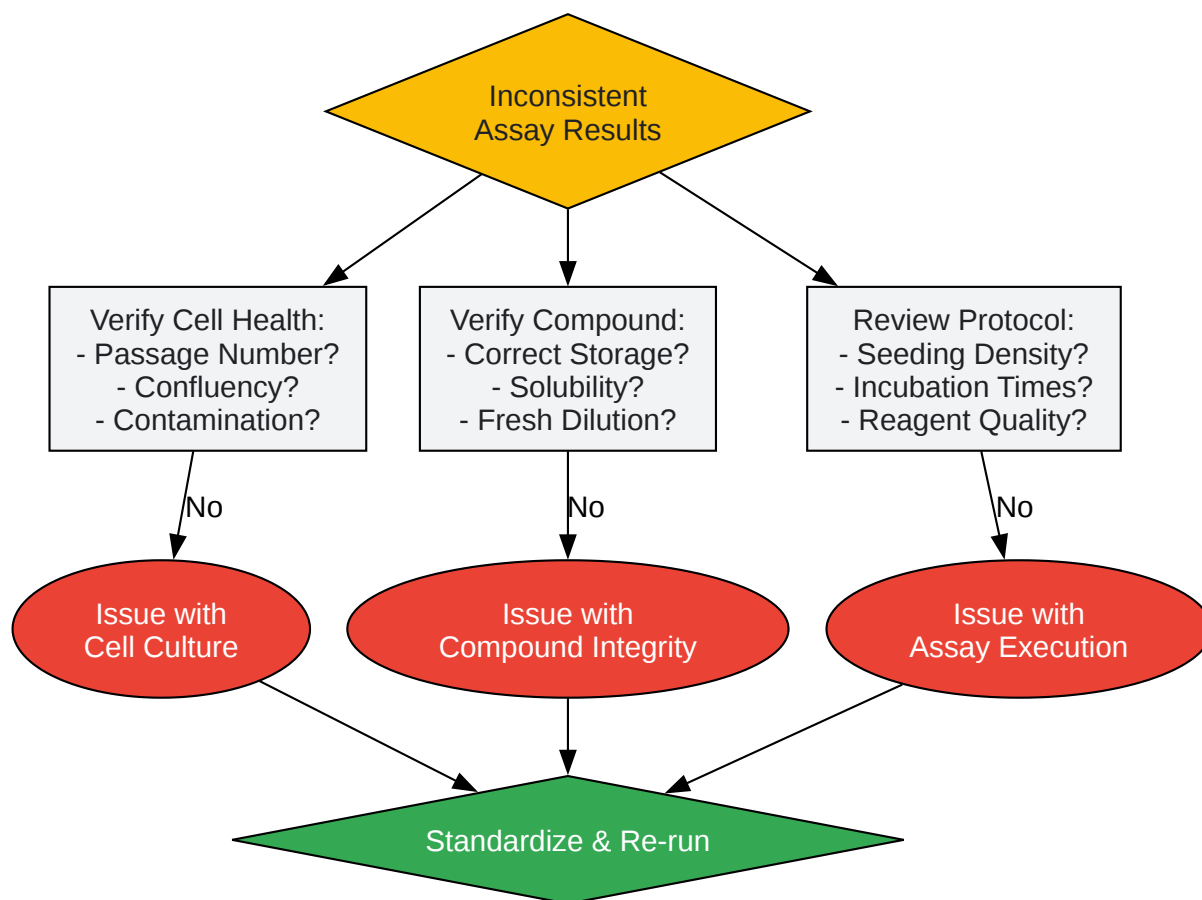 Inconsistent
Assay Results
Verify Cell Health:
- Passage Number?
- Confluency?
- Contamination?
Verify Compound:
- Correct Storage?
- Solubility?
- Fresh Dilution?
Review Protocol:
- Seeding Density?
- Incubation Times?
- Reagent Quality?
No
No
No
Issue with
Cell Culture
Issue with
Compound Integrity
Issue with
Assay Execution
Standardize & Re-run